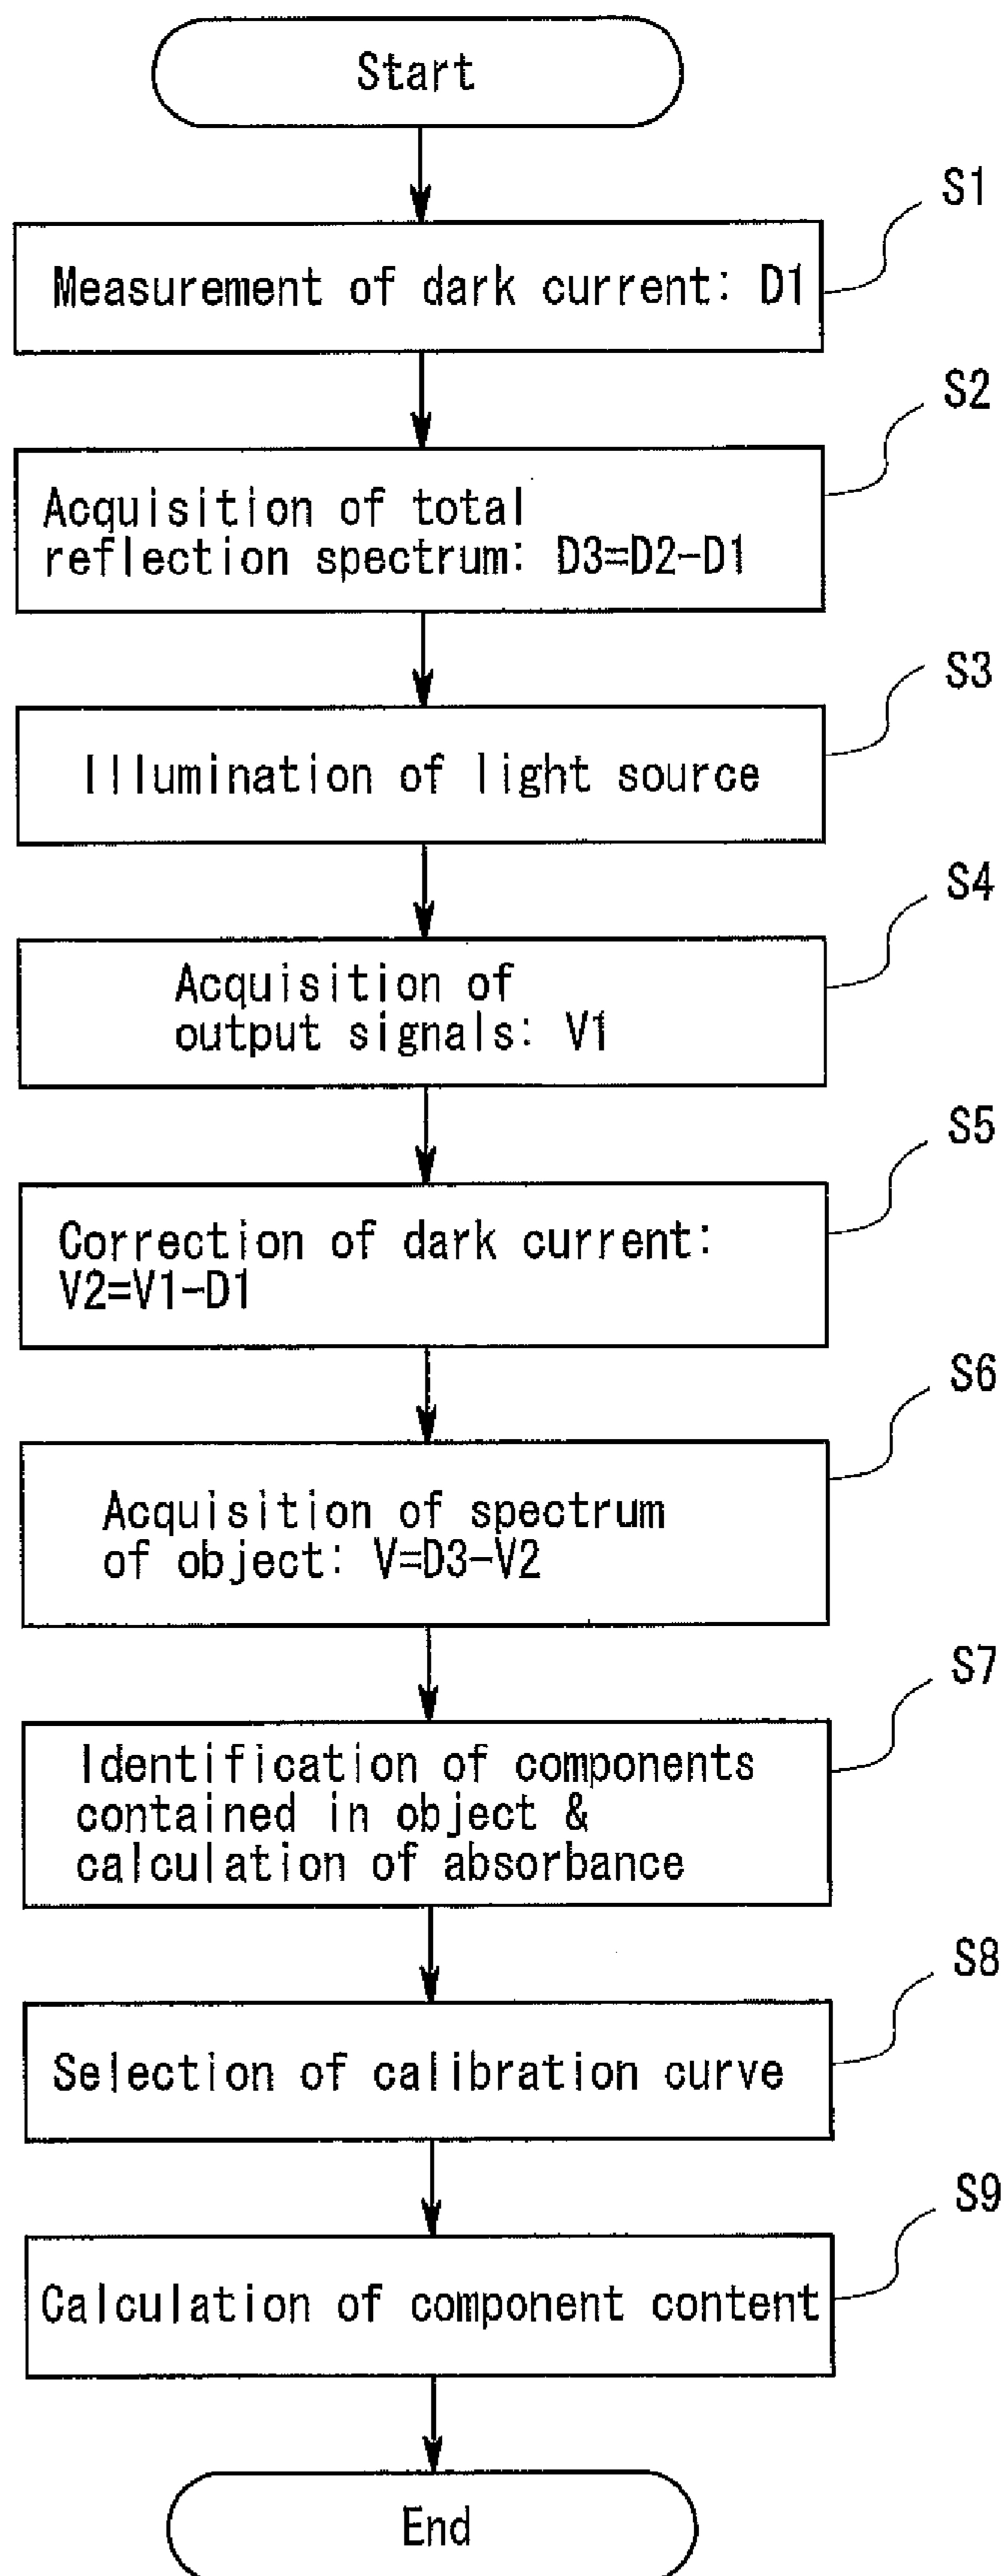 Start
S1
Measurement of dark current: D1
S2
Acquisition of total
reflection spectrum: D3=D2-D1
S3
Illumination of light source
S4
Acquisition of
output signals: V1
S5
Correction of dark current:
V2=V1-D1
S6
Acquisition of spectrum
of object: V=D3-V2
S7
Identification of components
contained in object &
calculation of absorbance
S8
Selection of calibration curve
S9
Calculation of component content
End